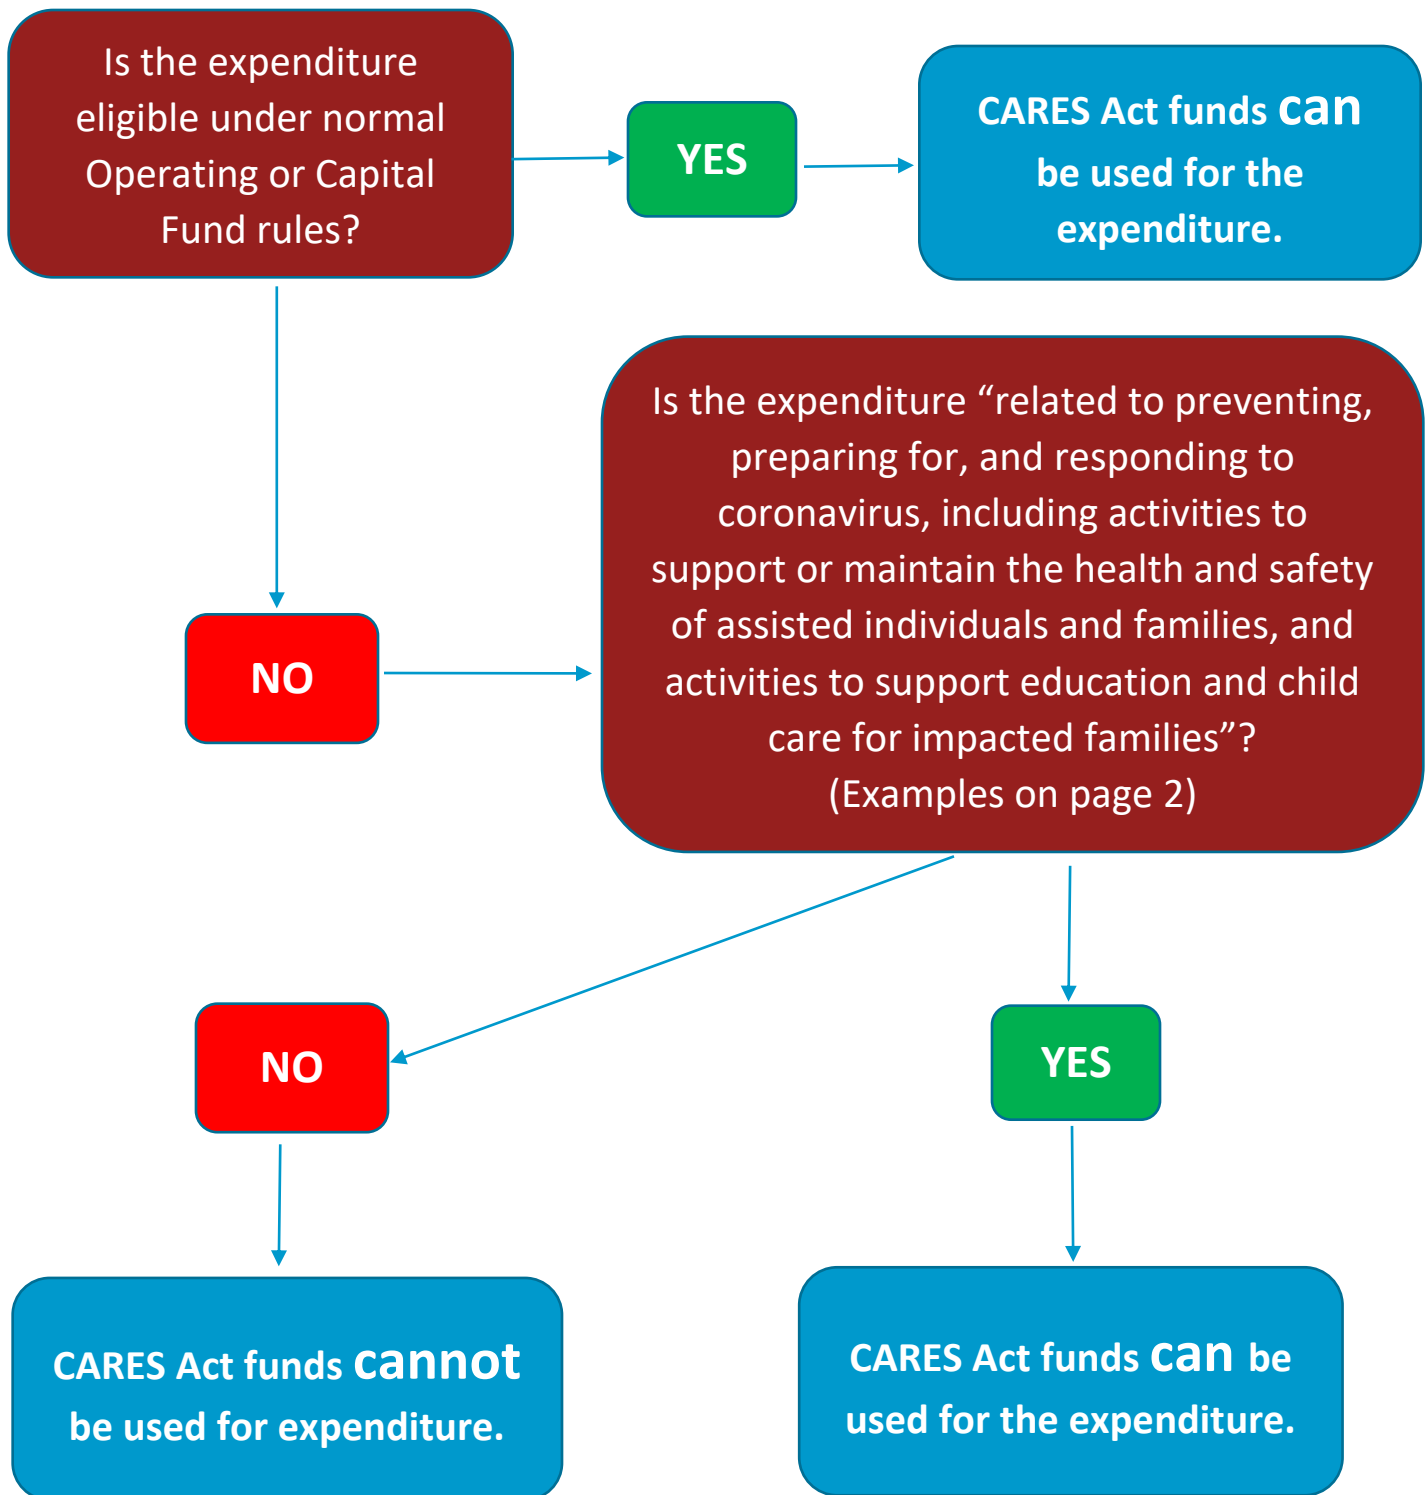 Is the expenditure
eligible under normal
Operating or Capital
Fund rules?
YES
CARES Act funds can
be used for the
expenditure.
Is the expenditure “related to preventing,
preparing for, and responding to
coronavirus, including activities to
support or maintain the health and safety
of assisted individuals and families, and
activities to support education and child
care for impacted families”?
(Examples on page 2)
NO
NO
YES
CARES Act funds cannot
be used for expenditure.
CARES Act funds can be
used for the expenditure.